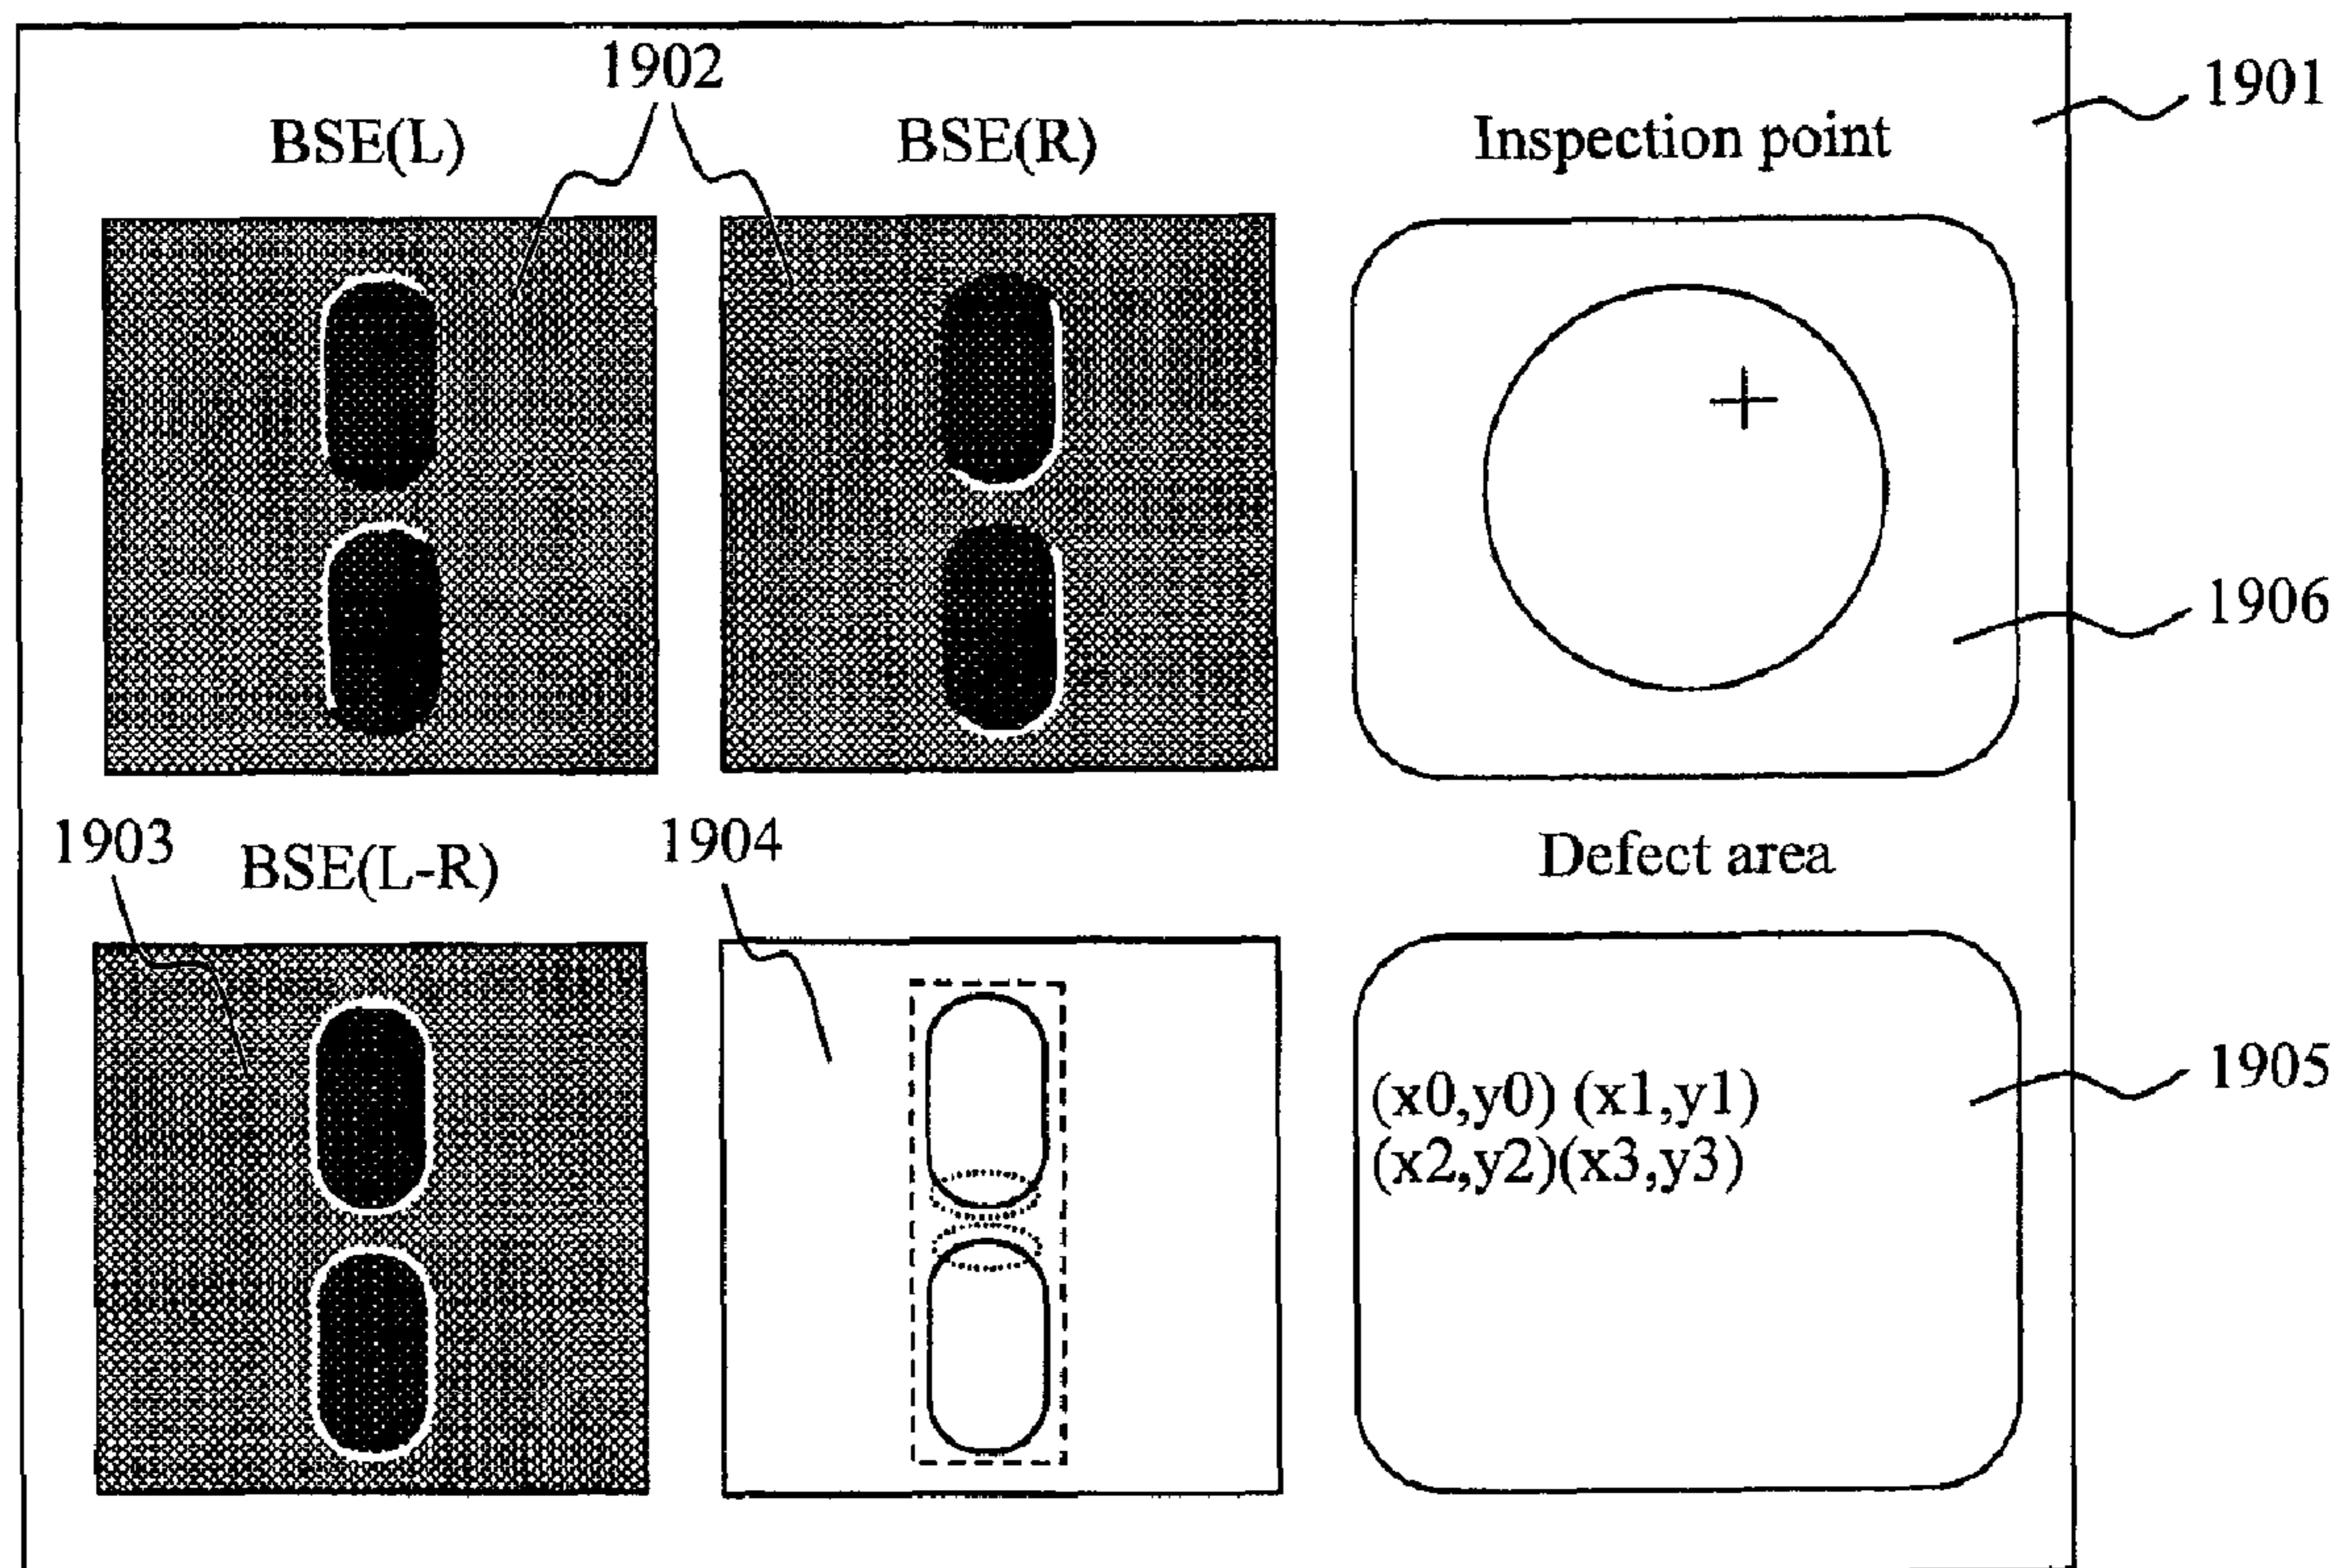 1902
1901
BSE(L)
BSE(R)
Inspection point
1906
1903
BSE(L-R)
1904
Defect area
1905
(x0,y0) (x1,y1)
(x2,y2)(x3,y3)